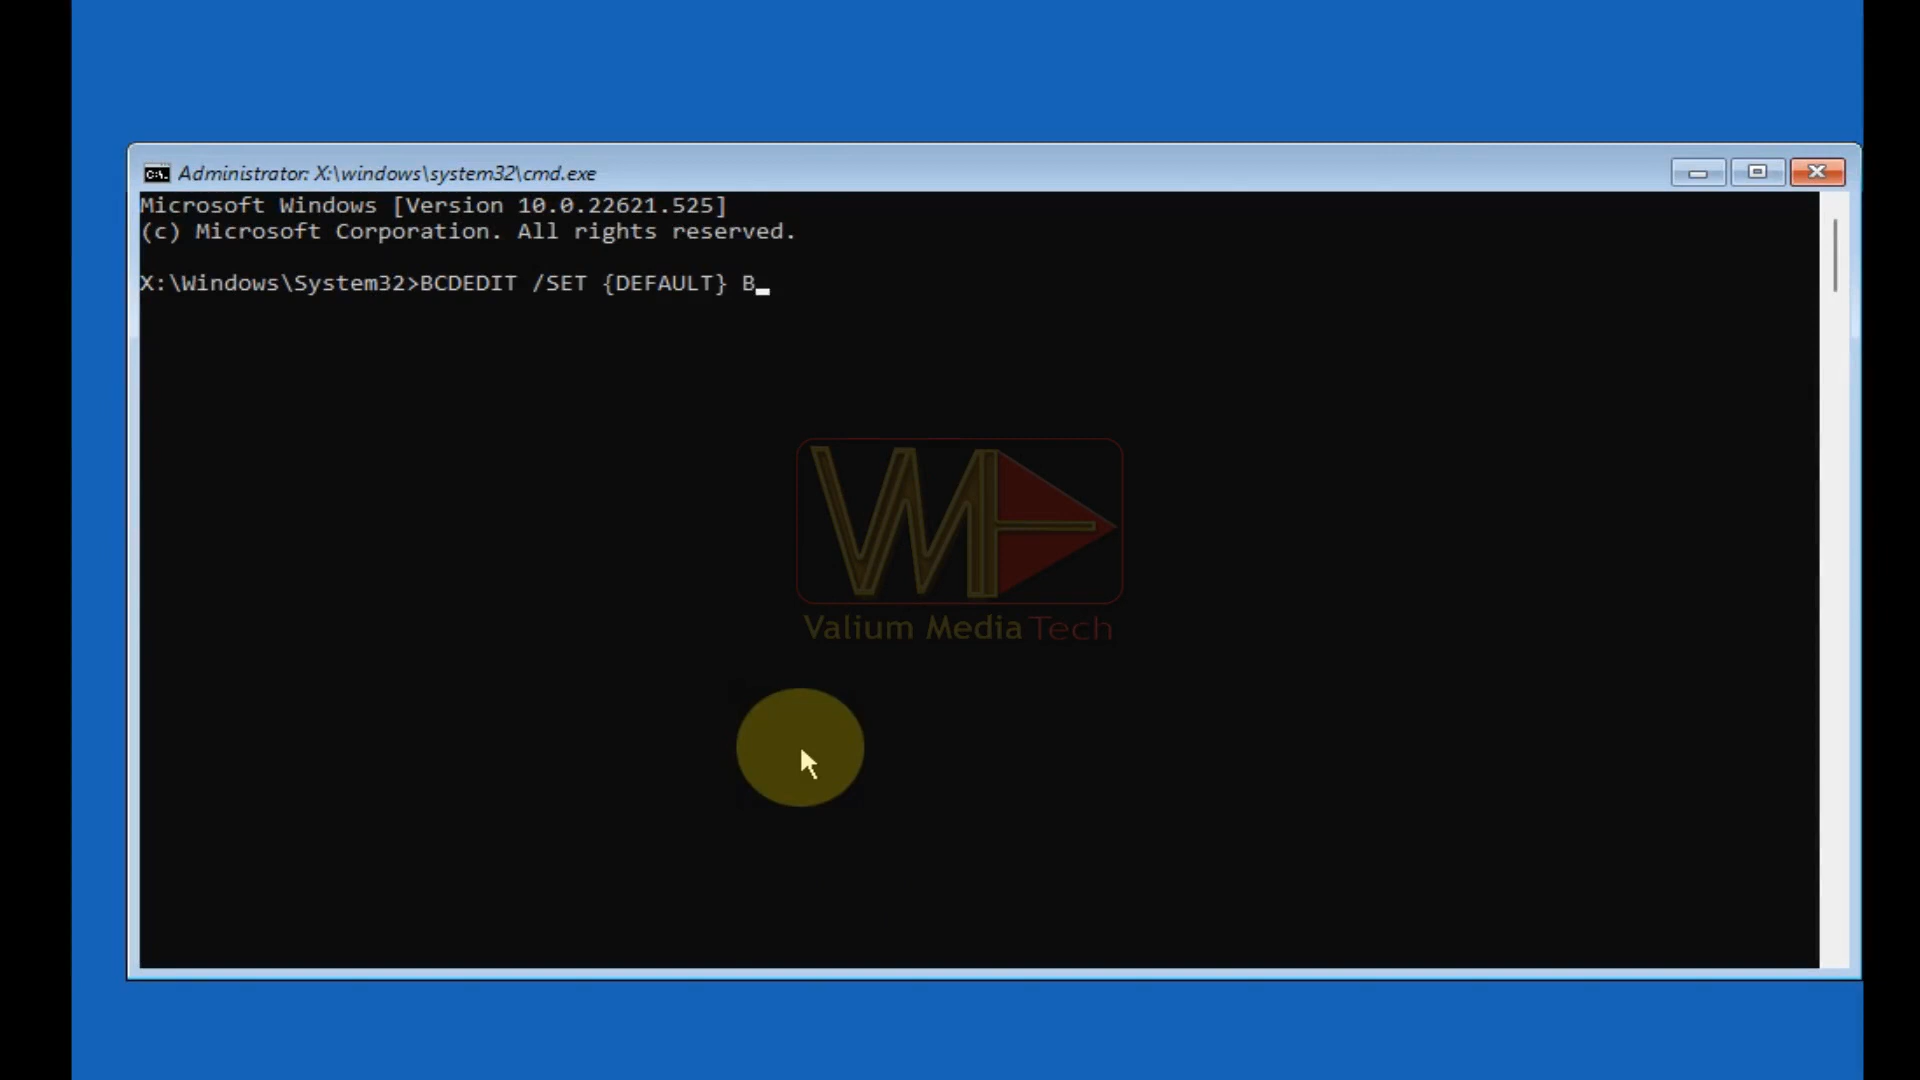 Administrator: X:\windows\system32\cmd.exe
Microsoft Windows [Version 10.0.22621.525]
(c) Microsoft Corporation. All rights reserved.
X:\Windows\System32>BCDEDIT /SET {DEFAULT} B_
VM
Valium Media Tech